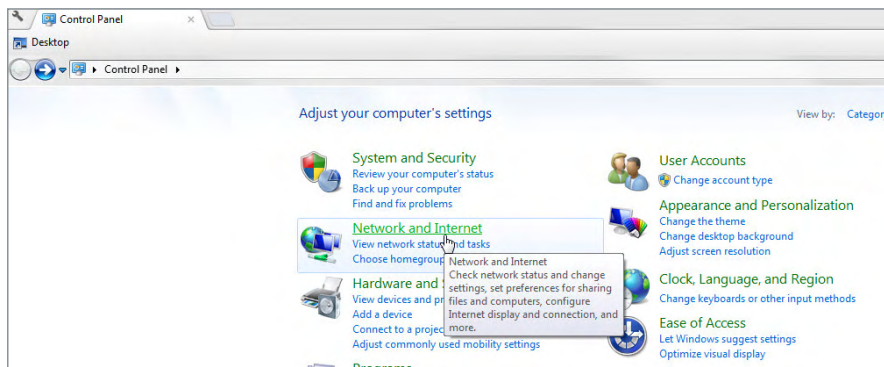 Control Panel
Desktop
Control Panel
Adjust your computer's settings
View by: Categor
System and Security
Review your computer's status
Back up your computer
Find and fix problems
Network and Internet
View network status and tasks
Choose homegroup
Network and Internet
Check network status and change
settings, set preferences for sharing
files and computers, configure
Internet display and connection, and
more.
Hardware and S
View devices and pr
Add a device
Connect to a projec
Adjust commonly used mobility settings
Programs
User Accounts
Change account type
Appearance and Personalization
Change the theme
Change desktop background
Adjust screen resolution
Clock, Language, and Region
Change keyboards or other input methods
Ease of Access
Let Windows suggest settings
Optimize visual display